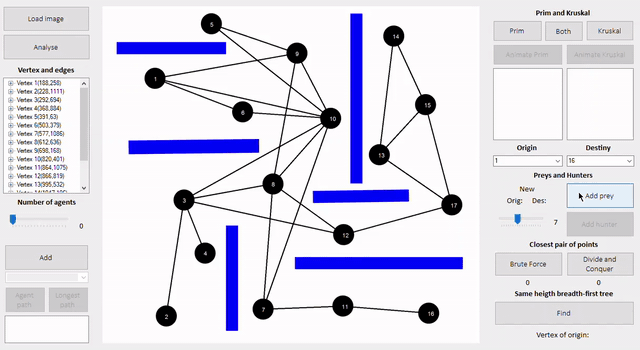 Load Image
Analyse
Vertex and edges
Vertex 1(188,258)
Vertex 2(228,1111)
Vertex 3(292,694)
Vertex 4(368,884)
Vertex 5(391,63)
Vertex 6(503,379)
Vertex 7(577,1086)
Vertex 8(612,636)
Vertex 9(698,168)
Vertex 10(820,401)
Vertex 11(864,1075)
Vertex 12(866,819)
Vertex 13(995,532)
Number of agents
0
Add
Agent path
Longest path
5
9
14
1
6
10
15
13
3
8
17
12
4
2
7
11
16
Prim and Kruskal
Prim
Both
Kruskal
Animate Prim
Animate Kruskal
Origin
Destiny
1
16
Preys and Hunters
New
Orig: Des:
7
Add prey
Add hunter
Closest pair of points
Brute Force
Divide and
Conquer
0
0
Same heigth breadth-first tree
Find
Vertex of origin: